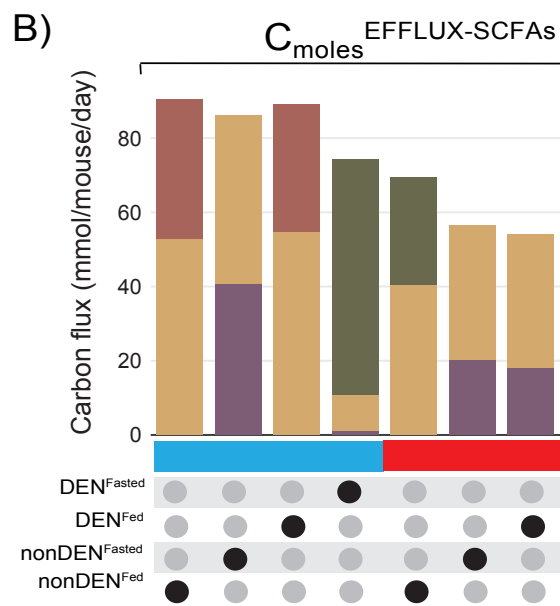 B)
C moles EFFLUX-SCFAs
Carbon flux (mmol/mouse/day)
80
60
40
20
0
DEN Fasted
DEN Fed
nonDEN Fasted
nonDEN Fed